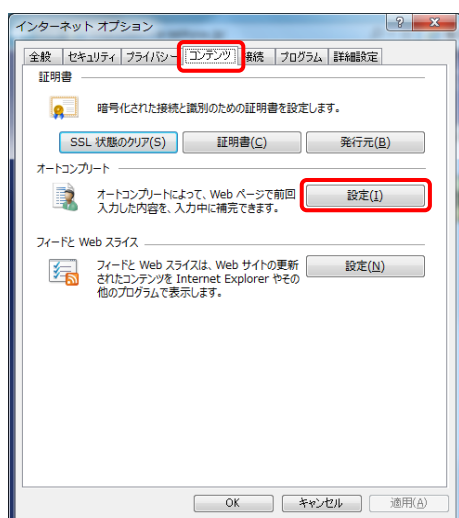 インターネット オプション
全般 セキュリティ プライバシー コンテンツ 接続 プログラム 詳細設定
証明書
暗号化された接続と識別のための証明書を設定します。
SSL 状態のクリア(S) 証明書(C) 発行元(B)
オートコンプリート
オートコンプリートによって、Web ページで前回
入力した内容を、入力中に補完できます。
設定(I)
フィードと Web スライス
フィードと Web スライスは、Web サイトの更新
されたコンテンツを Internet Explorer やその
他のプログラムで表示します。
設定(N)
OK キャンセル 適用(A)